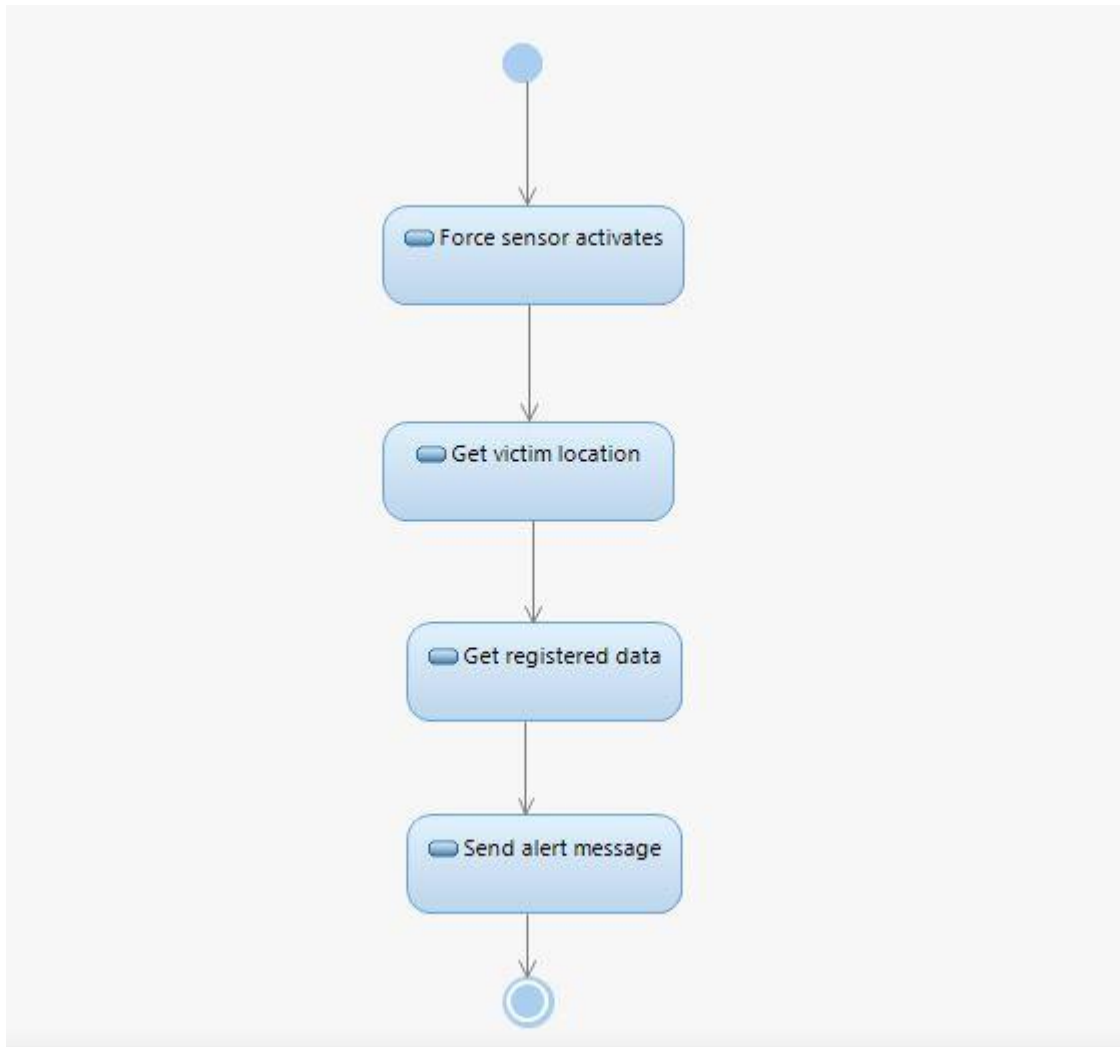 Force sensor activates
Get victim location
Get registered data
Send alert message